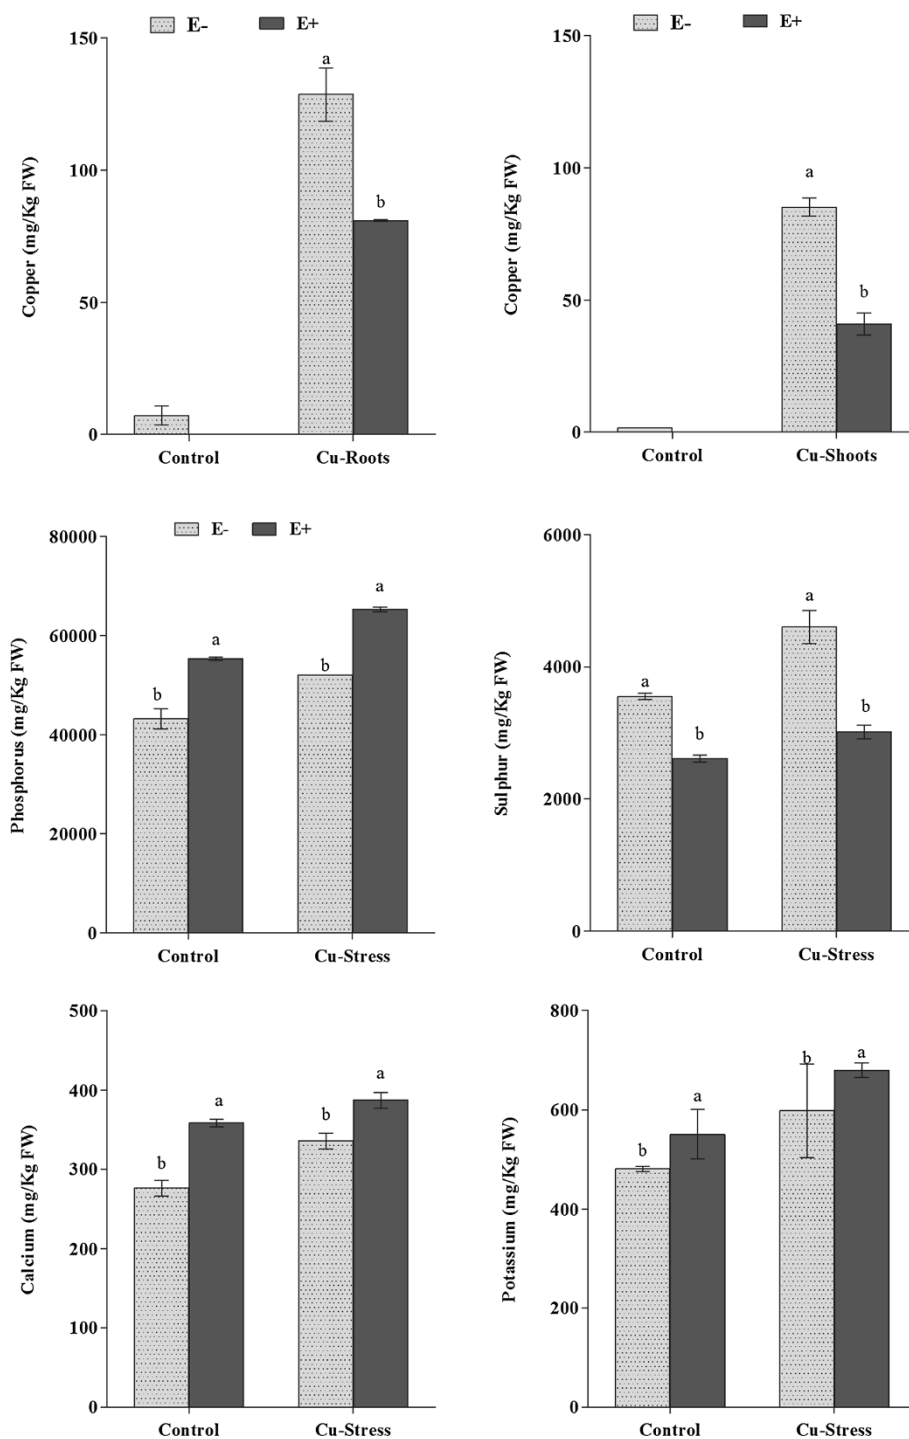 E- E+
Copper (mg/Kg FW)
150
100
50
0
a
b
Control Cu-Roots
E- E+
Copper (mg/Kg FW)
150
100
50
0
a
b
Control Cu-Shoots
E- E+
Phosphorus (mg/Kg FW)
80000
60000
40000
20000
0
b a b a
Control Cu-Stress
Sulphur (mg/Kg FW)
6000
4000
2000
0
a b a b
Control Cu-Stress
Calcium (mg/Kg FW)
500
400
300
200
100
0
b a b a
Control Cu-Stress
Potassium (mg/Kg FW)
800
600
400
200
0
b a b a
Control Cu-Stress